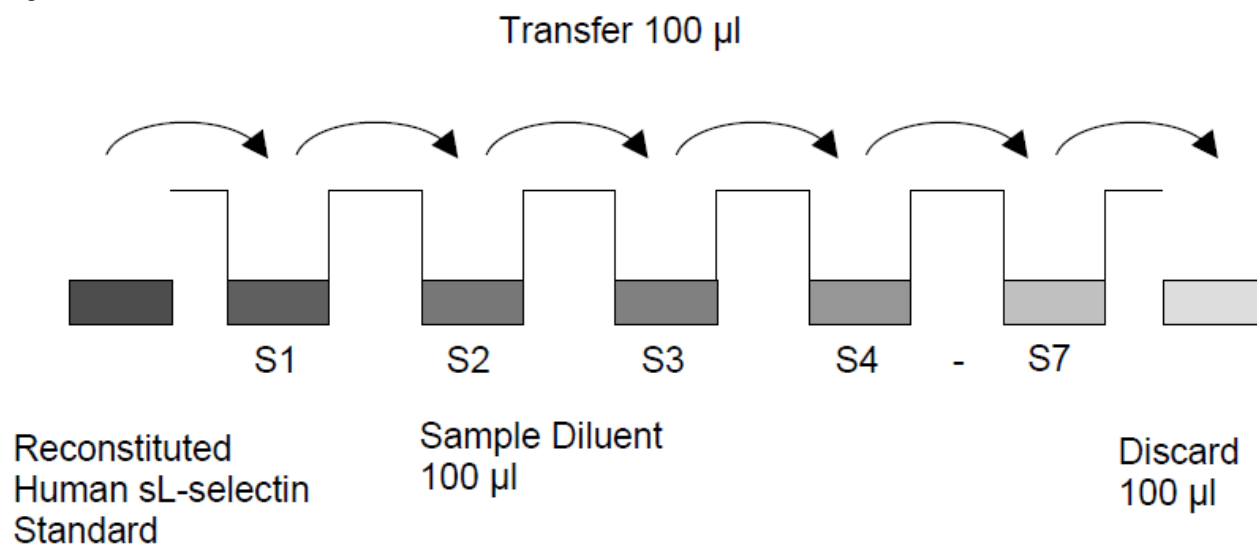 Transfer 100 µl
S1 S2 S3 S4 - S7
Reconstituted
Human sL-selectin
Standard
Sample Diluent
100 µl
Discard
100 µl